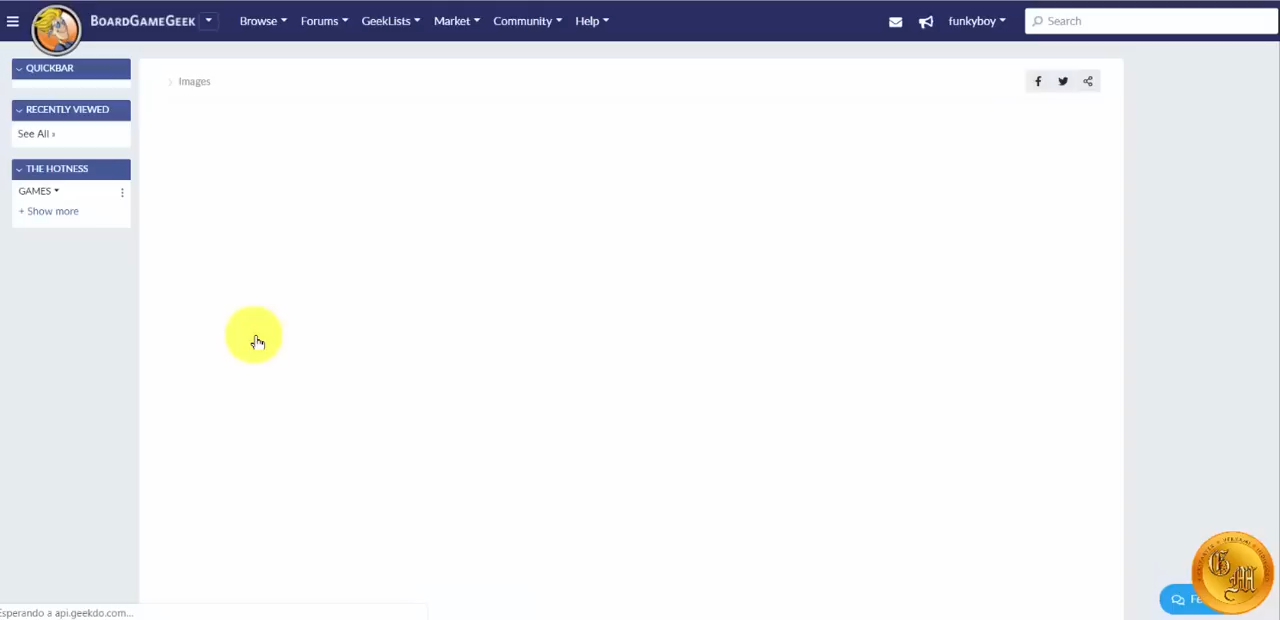 BOARDGAMEGEEK Browse Forums GeekLists Market Community Help funkyboy Search
QUICKBAR
Images
RECENTLY VIEWED
See All ›
THE HOTNESS
GAMES
+ Show more
Esperando a api.geekdo.com...
GM